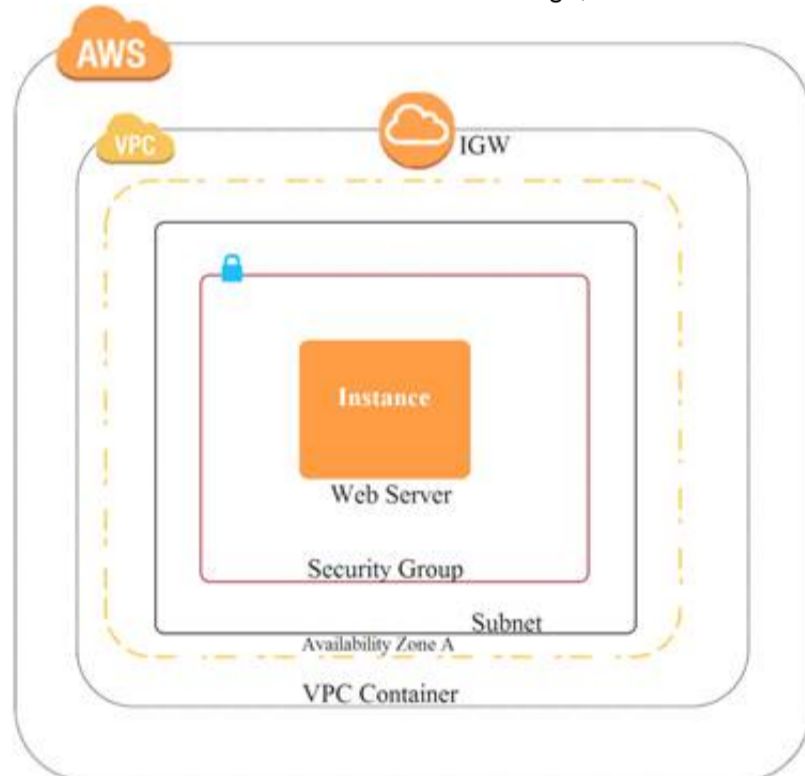 AWS
VPC
IGW
Instance
Web Server
Security Group
Subnet
Availability Zone A
VPC Container